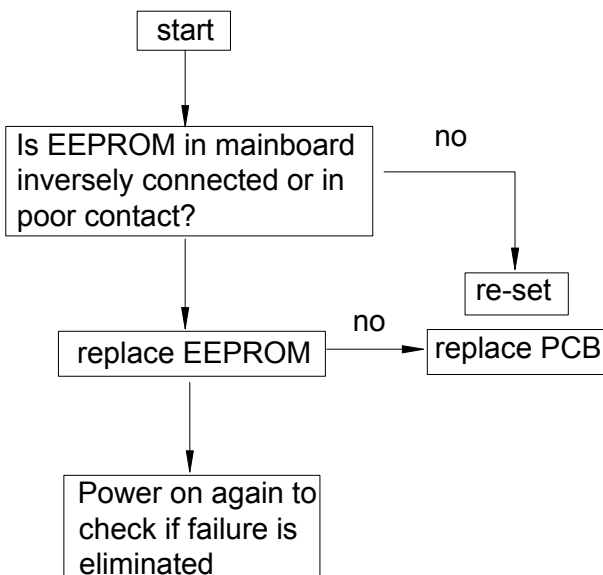 start
Is EEPROM in mainboard
inversely connected or in
poor contact?
no
re-set
replace EEPROM
no
replace PCB
Power on again to
check if failure is
eliminated